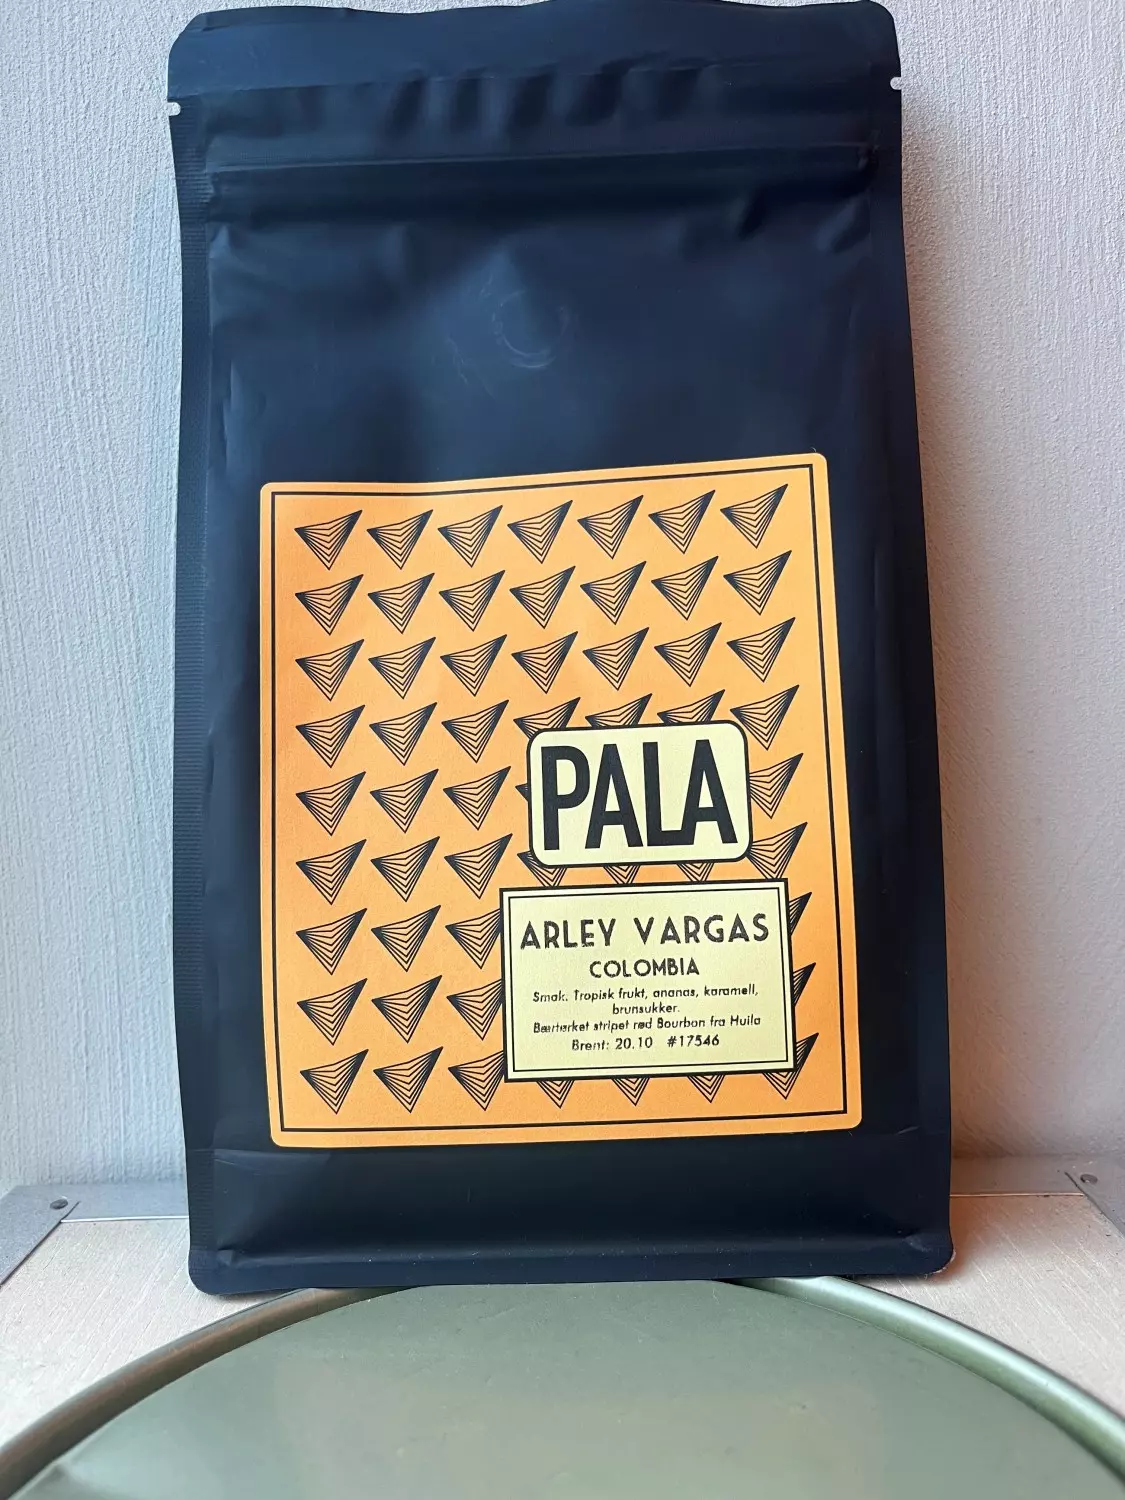 PALA
ARLEY VARGAS
COLOMBIA
Smak: Tropisk frukt, ananas, karamell,
brunsukker.
Bærtørket stripet rød Bourbon fra Huila
Brent: 20.10 #17546